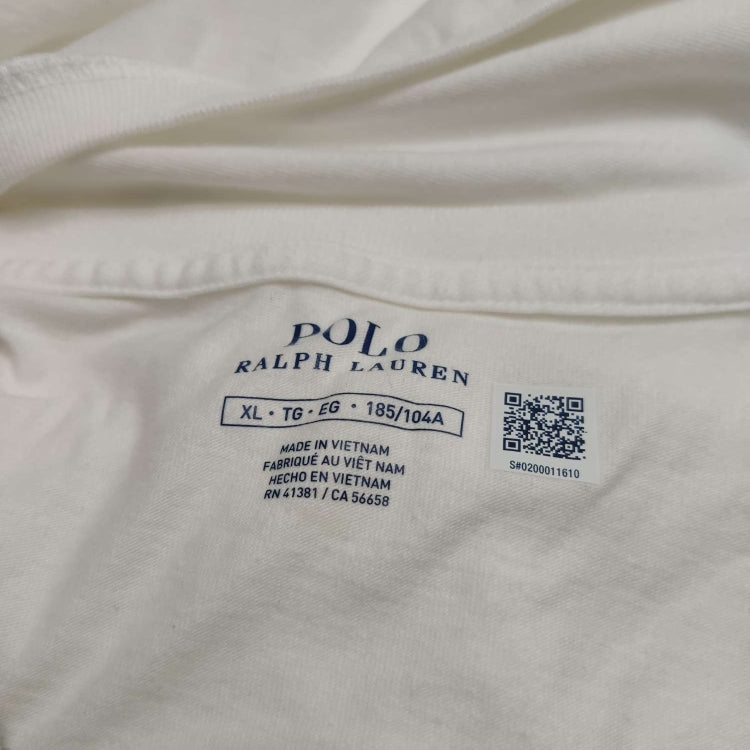 POLO
RALPH LAUREN
XL • TG • EG • 185/104A
MADE IN VIETNAM
FABRIQUÉ AU VIÊT NAM
HECHO EN VIETNAM
RN 41381 / CA 56658
S#0200011610